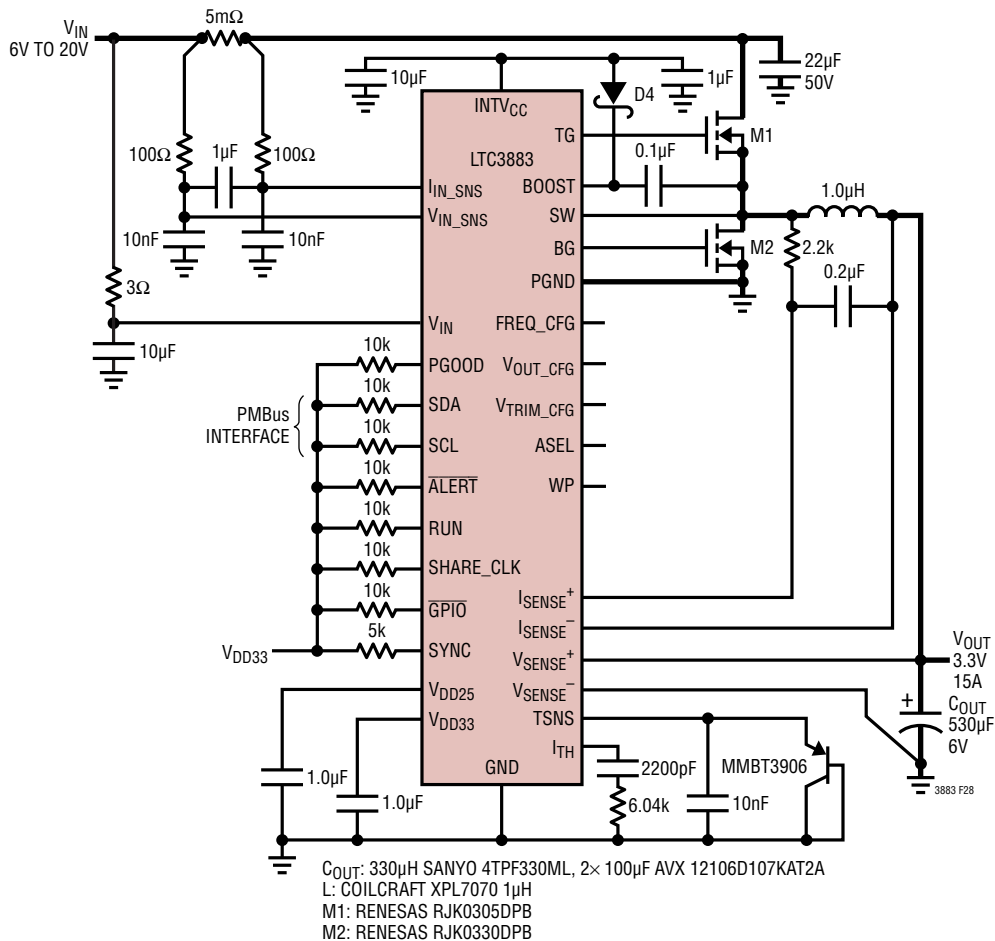 VIN
6V TO 20V
5mΩ
10µF
1µF
D4
22µF
50V
INTVCC
LTC3883
TG
M1
100Ω
1µF
100Ω
0.1µF
IIN_SNS
BOOST
1.0µH
VIN_SNS
SW
10nF
10nF
BG
M2
2.2k
PGND
0.2µF
3Ω
VIN
FREQ_CFG
10µF
10k
PGOOD
VOUT_CFG
10k
SDA
VTRIM_CFG
PMBus
INTERFACE
10k
SCL
ASEL
10k
ALERT
WP
10k
RUN
10k
SHARE_CLK
10k
GPIO
ISENSE+
ISENSE–
5k
VDD33
SYNC
VSENSE+
VOUT
3.3V
15A
VDD25
VSENSE–
COUT
530µF
6V
+
VDD33
TSNS
ITH
GND
2200pF
MMBT3906
1.0µF
1.0µF
6.04k
10nF
3883 F28
COUT: 330µH SANYO 4TPF330ML, 2× 100µF AVX 12106D107KAT2A
L: COILCRAFT XPL7070 1µH
M1: RENESAS RJK0305DPB
M2: RENESAS RJK0330DPB